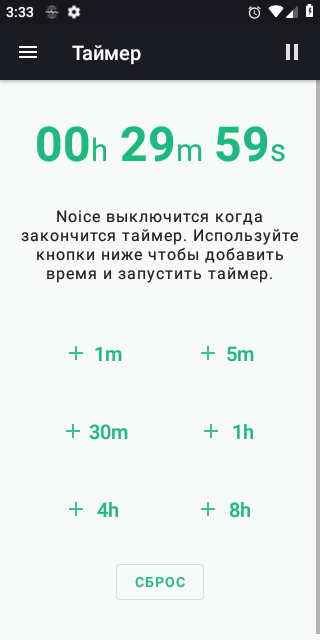 3:33
Таймер
00h 29m 59s
Noice выключится когда
закончится таймер. Используйте
кнопки ниже чтобы добавить
время и запустить таймер.
+ 1m + 5m
+ 30m + 1h
+ 4h + 8h
СБРОС